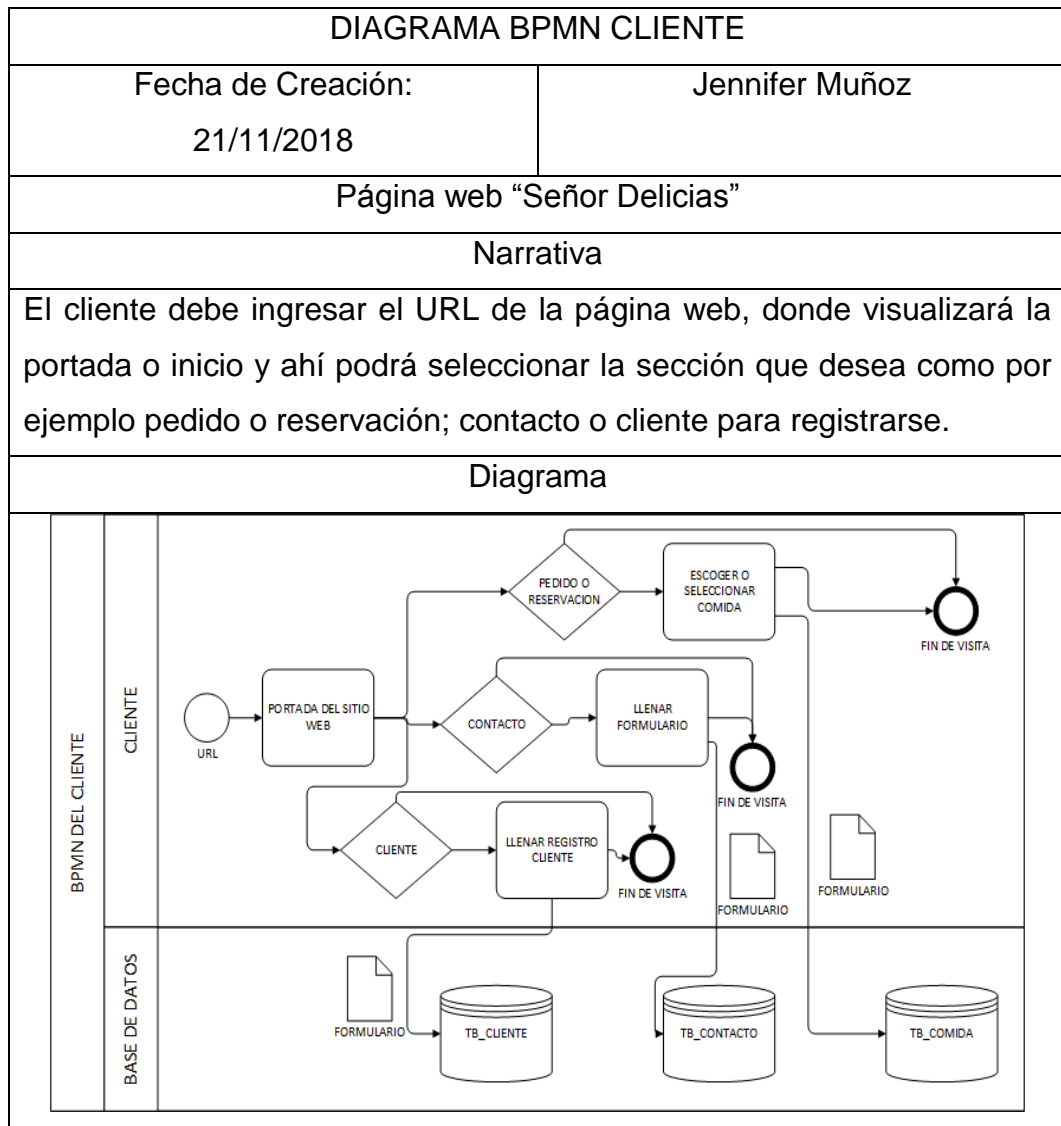 DIAGRAMA BPMN CLIENTE
Fecha de Creación:
21/11/2018
Jennifer Muñoz
Página web “Señor Delicias”
Narrativa
El cliente debe ingresar el URL de la página web, donde visualizará la
portada o inicio y ahí podrá seleccionar la sección que desea como por
ejemplo pedido o reservación; contacto o cliente para registrarse.
Diagrama
BPMN DEL CLIENTE
CLIENTE
PEDIDO O
RESERVACION
ESCOGER O
SELECCIONAR
COMIDA
FIN DE VISITA
URL
PORTADA DEL SITIO
WEB
CONTACTO
LLENAR
FORMULARIO
FIN DE VISITA
CLIENTE
LLENAR REGISTRO
CLIENTE
FIN DE VISITA
FORMULARIO
FORMULARIO
BASE DE DATOS
FORMULARIO
TB_CLIENTE
TB_CONTACTO
TB_COMIDA